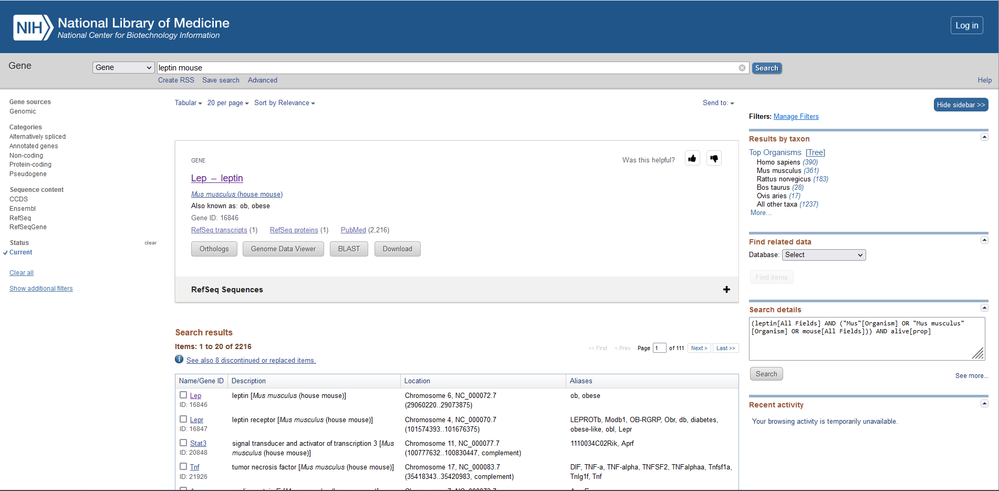 NIH
National Library of Medicine
National Center for Biotechnology Information
Log in
Gene
Gene
leptin mouse
Search
Create RSS Save search Advanced
Help
Gene sources
Genomic
Categories
Alternatively spliced
Annotated genes
Non-coding
Protein-coding
Pseudogene
Sequence content
CCDS
Ensembl
RefSeq
RefSeqGene
Status clear
Current
Clear all
Show additional filters
Tabular 20 per page Sort by Relevance
Send to:
GENE
Was this helpful?
Lep – leptin
Mus musculus (house mouse)
Also known as: ob, obese
Gene ID: 16846
RefSeq transcripts (1) RefSeq proteins (1) PubMed (2,216)
Orthologs Genome Data Viewer BLAST Download
RefSeq Sequences
Search results
Items: 1 to 20 of 2216
<< First < Prev Page 1 of 111 Next > Last >>
See also 8 discontinued or replaced items.
Name/Gene ID Description Location Aliases
Lep leptin [Mus musculus (house mouse)] Chromosome 6, NC_000072.7 ob, obese
ID: 16846 (29060220..29073875)
Lepr leptin receptor [Mus musculus (house mouse)] Chromosome 4, NC_000070.7 LEPROTb, Modb1, OB-RGRP, Obr, db, diabetes,
ID: 16847 (101574393..101676375) obese-like, obl, Lepr
Stat3 signal transducer and activator of transcription 3 [Mus Chromosome 11, NC_000077.7 1110034C02Rik, Aprf
ID: 20848 musculus (house mouse)] (100777632..100830447, complement)
Tnf tumor necrosis factor [Mus musculus (house mouse)] Chromosome 17, NC_000083.7 DIF, TNF-a, TNF-alpha, TNFSF2, TNFalphaa, Tnfsf1a,
ID: 21926 (35418343..35420983, complement) Tnlg1f, Tnf
Hide sidebar >>
Filters: Manage Filters
Results by taxon
Top Organisms [Tree]
Homo sapiens (390)
Mus musculus (361)
Rattus norvegicus (183)
Bos taurus (28)
Ovis aries (17)
All other taxa (1237)
More...
Find related data
Database: Select
Find items
Search details
(leptin[All Fields] AND ("Mus"[Organism] OR "Mus musculus"
[Organism] OR mouse[All Fields])) AND alive[prop]
Search
See more...
Recent activity
Your browsing activity is temporarily unavailable.